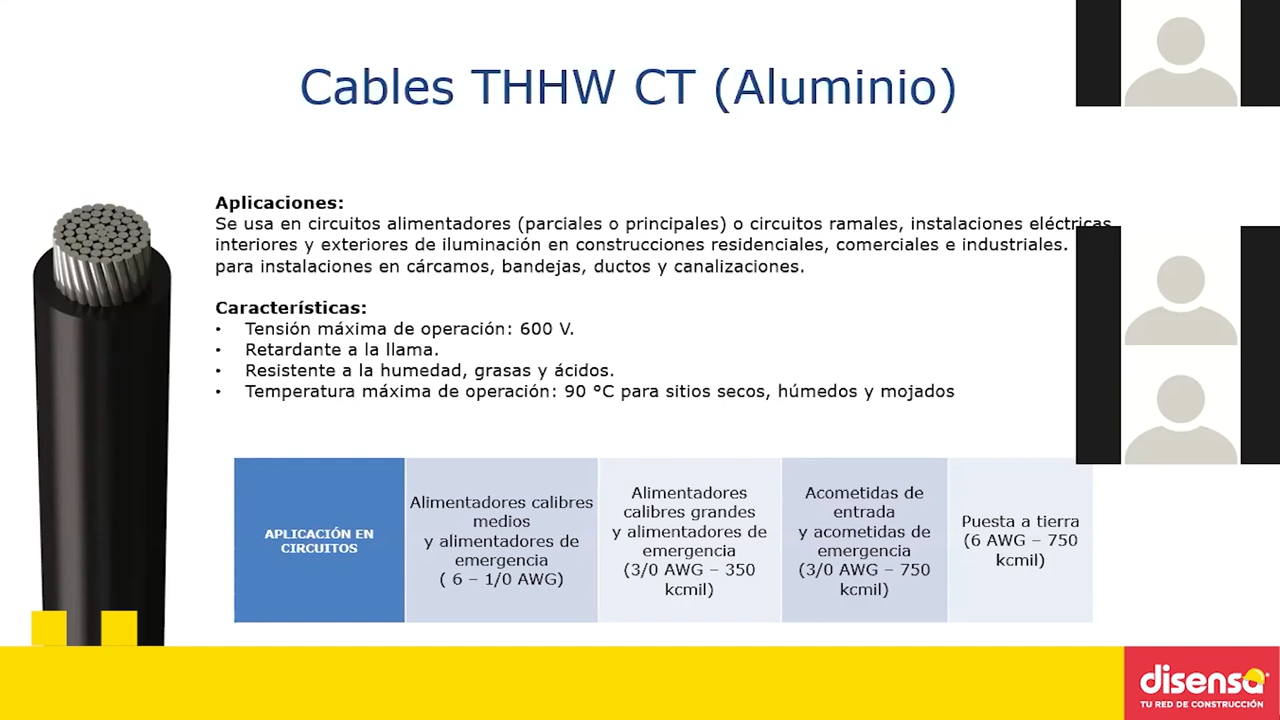 Cables THHW CT (Aluminio)
Aplicaciones:
Se usa en circuitos alimentadores (parciales o principales) o circuitos ramales, instalaciones eléctricas
interiores y exteriores de iluminación en construcciones residenciales, comerciales e industriales.
para instalaciones en cárcamos, bandejas, ductos y canalizaciones.
Características:
• Tensión máxima de operación: 600 V.
• Retardante a la llama.
• Resistente a la humedad, grasas y ácidos.
• Temperatura máxima de operación: 90 °C para sitios secos, húmedos y mojados
APLICACIÓN EN
CIRCUITOS
Alimentadores calibres
medios
y alimentadores de
emergencia
( 6 – 1/0 AWG)
Alimentadores
calibres grandes
y alimentadores de
emergencia
(3/0 AWG – 350
kcmil)
Acometidas de
entrada
y acometidas de
emergencia
(3/0 AWG – 750
kcmil)
Puesta a tierra
(6 AWG – 750
kcmil)
disensa
TU RED DE CONSTRUCCIÓN